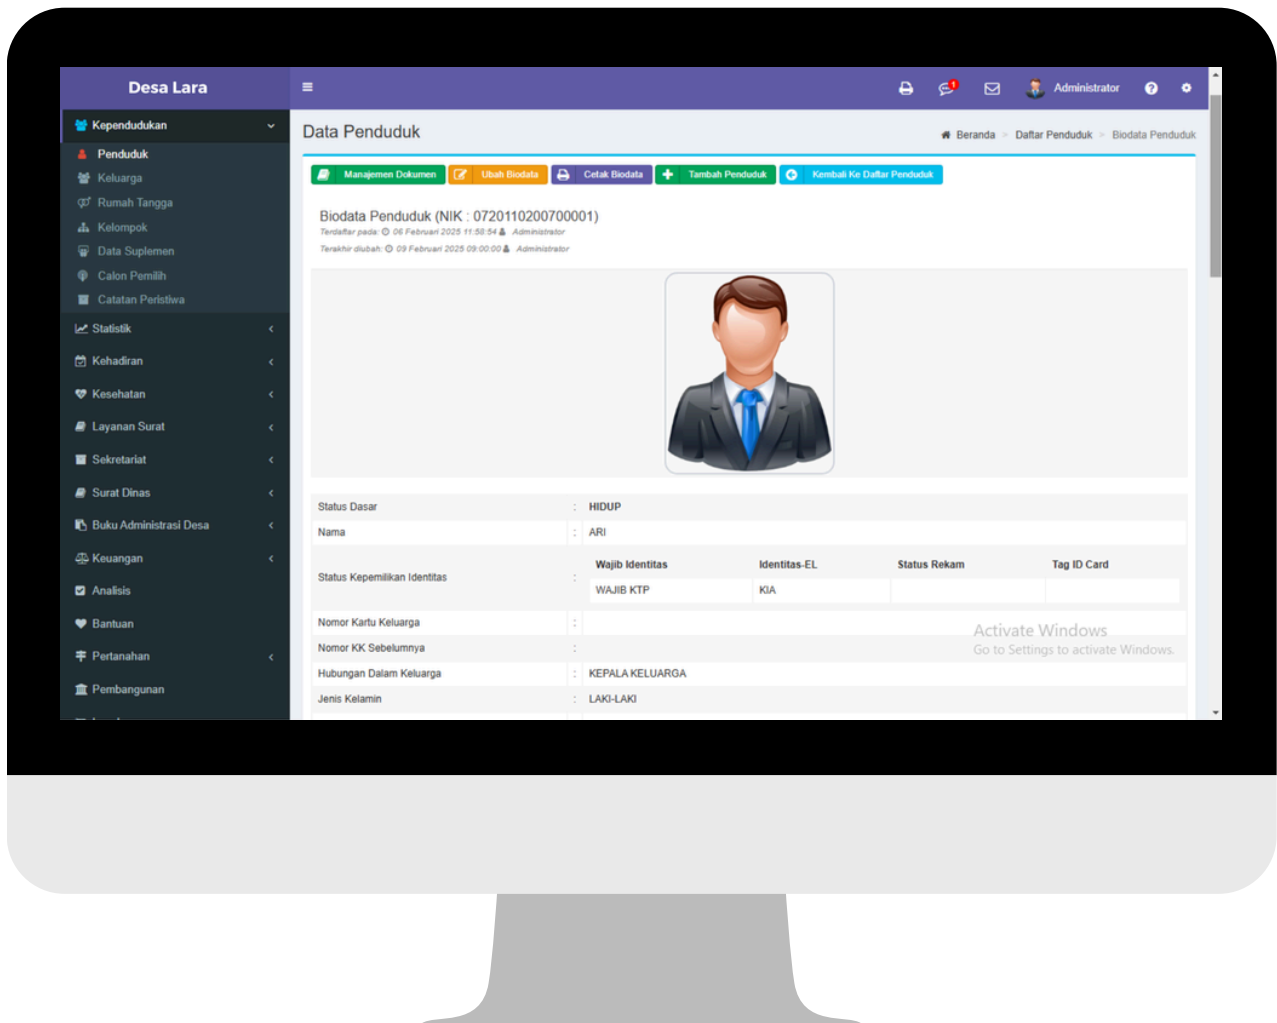 Desa Lara
1
Administrator
Kependudukan
Penduduk
Keluarga
Rumah Tangga
Kelompok
Data Suplemen
Calon Pemilih
Catatan Peristiwa
Statistik
Kehadiran
Kesehatan
Layanan Surat
Sekretariat
Surat Dinas
Buku Administrasi Desa
Keuangan
Analisis
Bantuan
Pertanahan
Pembangunan
Data Penduduk
Beranda > Daftar Penduduk > Biodata Penduduk
Manajemen Dokumen Ubah Biodata Cetak Biodata Tambah Penduduk Kembali Ke Daftar Penduduk
Biodata Penduduk (NIK : 0720110200700001)
Terdaftar pada: 06 Februari 2025 11:58:54 Administrator
Terakhir diubah: 09 Februari 2025 09:00:00 Administrator
Status Dasar : HIDUP
Nama : ARI
Status Kepemilikan Identitas :
Wajib Identitas Identitas-EL Status Rekam Tag ID Card
WAJIB KTP KIA
Nomor Kartu Keluarga :
Nomor KK Sebelumnya :
Hubungan Dalam Keluarga : KEPALA KELUARGA
Jenis Kelamin : LAKI-LAKI
Activate Windows
Go to Settings to activate Windows.